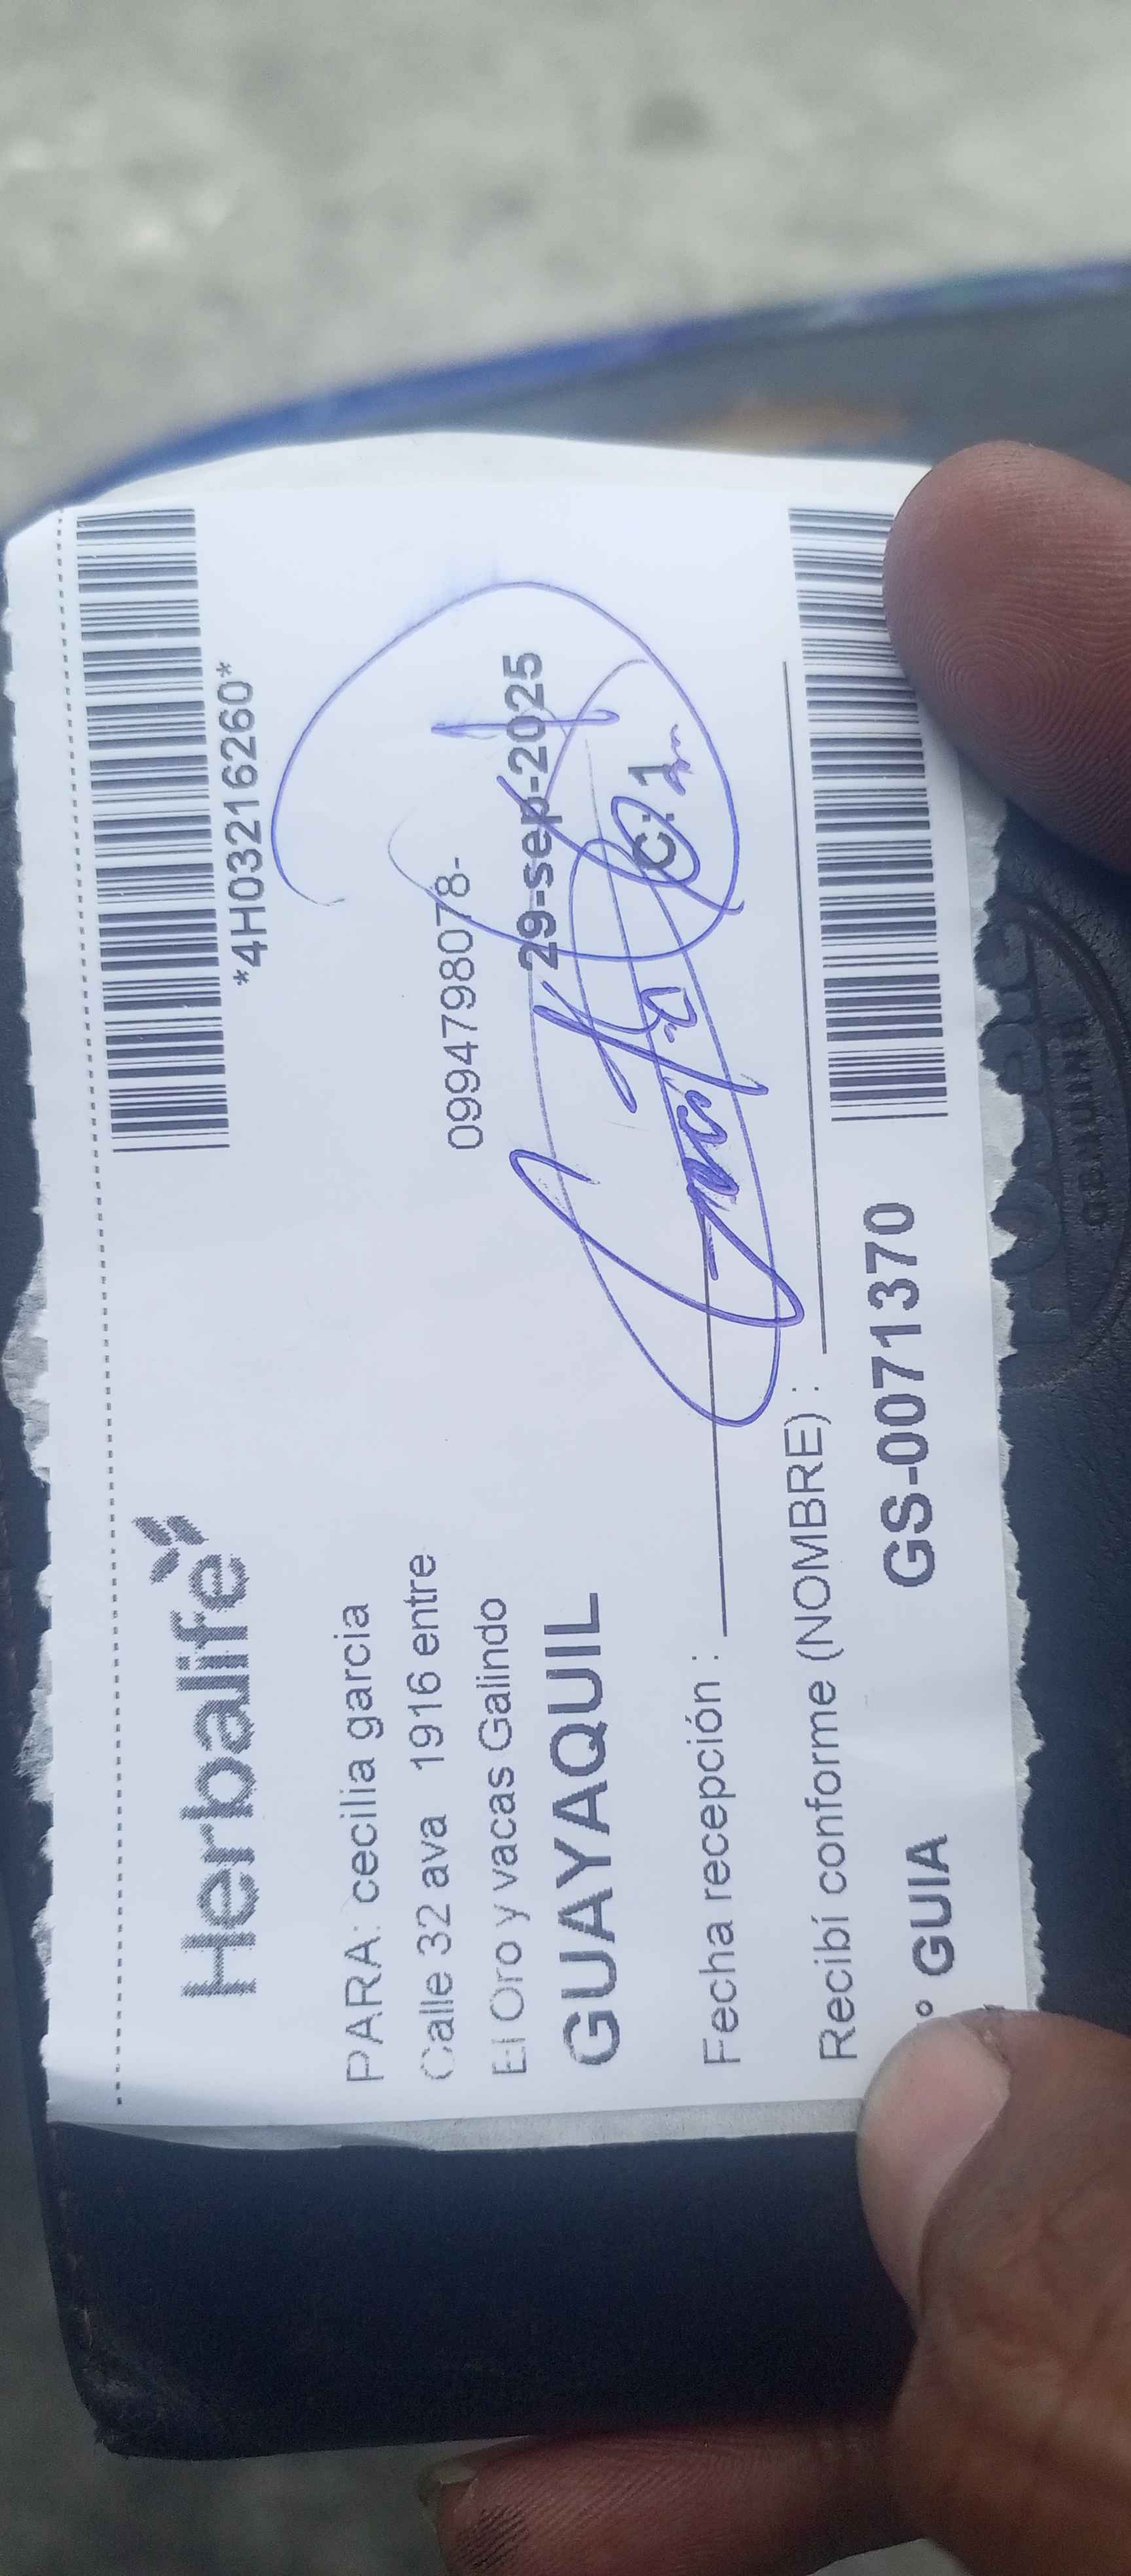 *4H03216260*
Herbalife
PARA: cecilia garcia
Calle 32 ava 1916 entre
0994798078-
El Oro y vacas Galindo
29-sep-2025
GUAYAQUIL
C.1
Fecha recepción :
Recibí conforme (NOMBRE) :
° GUIA GS-0071370